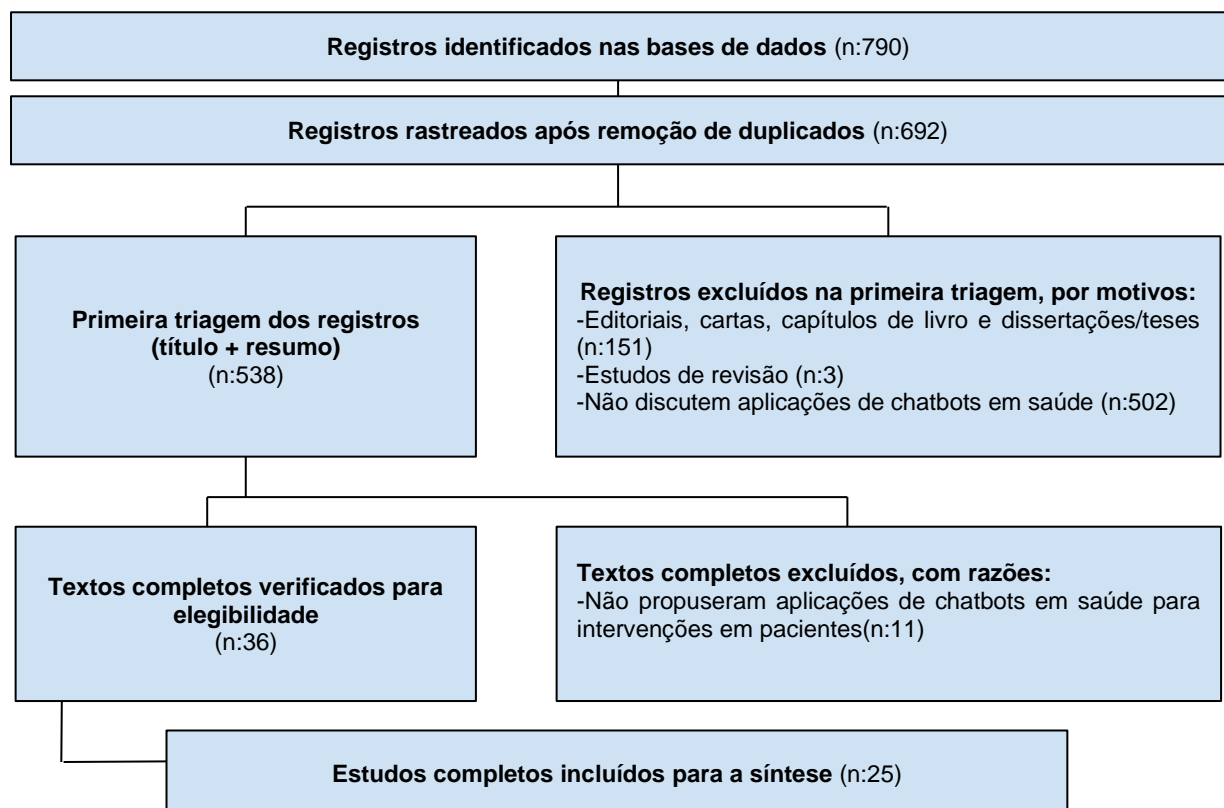 Registros identificados nas bases de dados (n:790)
Registros rastreados após remoção de duplicados (n:692)
Primeira triagem dos registros
(título + resumo)
(n:538)
Registros excluídos na primeira triagem, por motivos:
-Editoriais, cartas, capítulos de livro e dissertações/teses
(n:151)
-Estudos de revisão (n:3)
-Não discutem aplicações de chatbots em saúde (n:502)
Textos completos verificados para
elegibilidade
(n:36)
Textos completos excluídos, com razões:
-Não propuseram aplicações de chatbots em saúde para
intervenções em pacientes(n:11)
Estudos completos incluídos para a síntese (n:25)